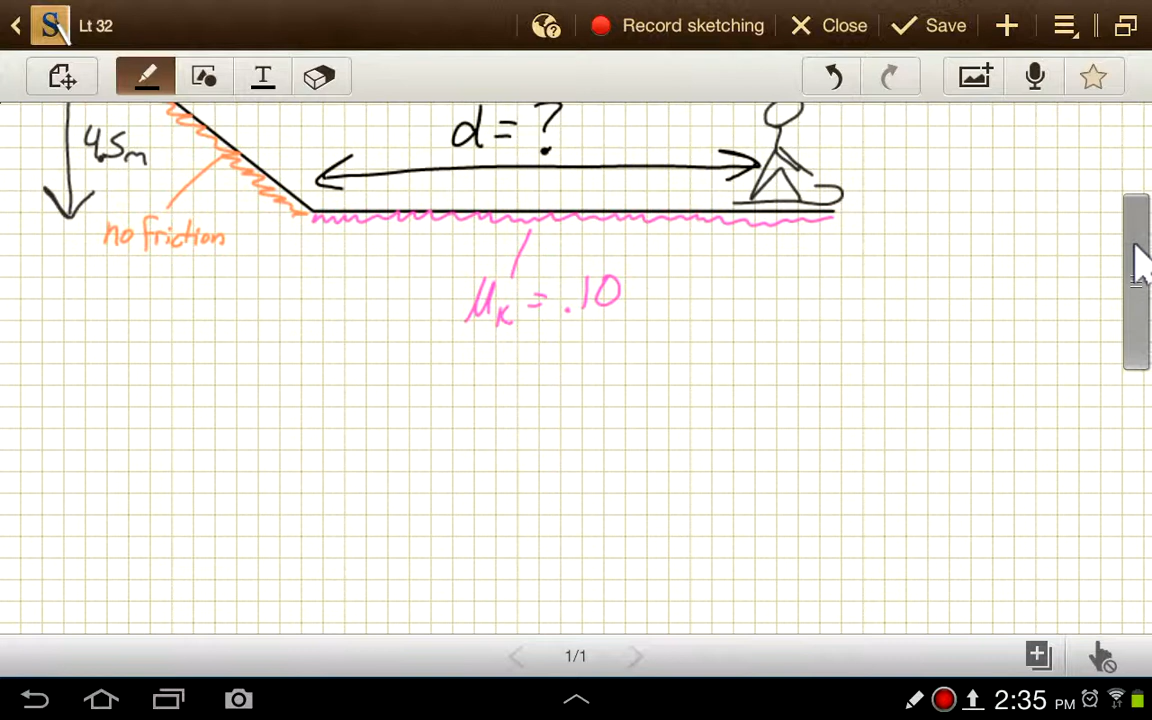 S Lt 32 Record sketching Close Save
T
d = ?
4.5m
no friction
μk = .10
1/1
2:35 PM